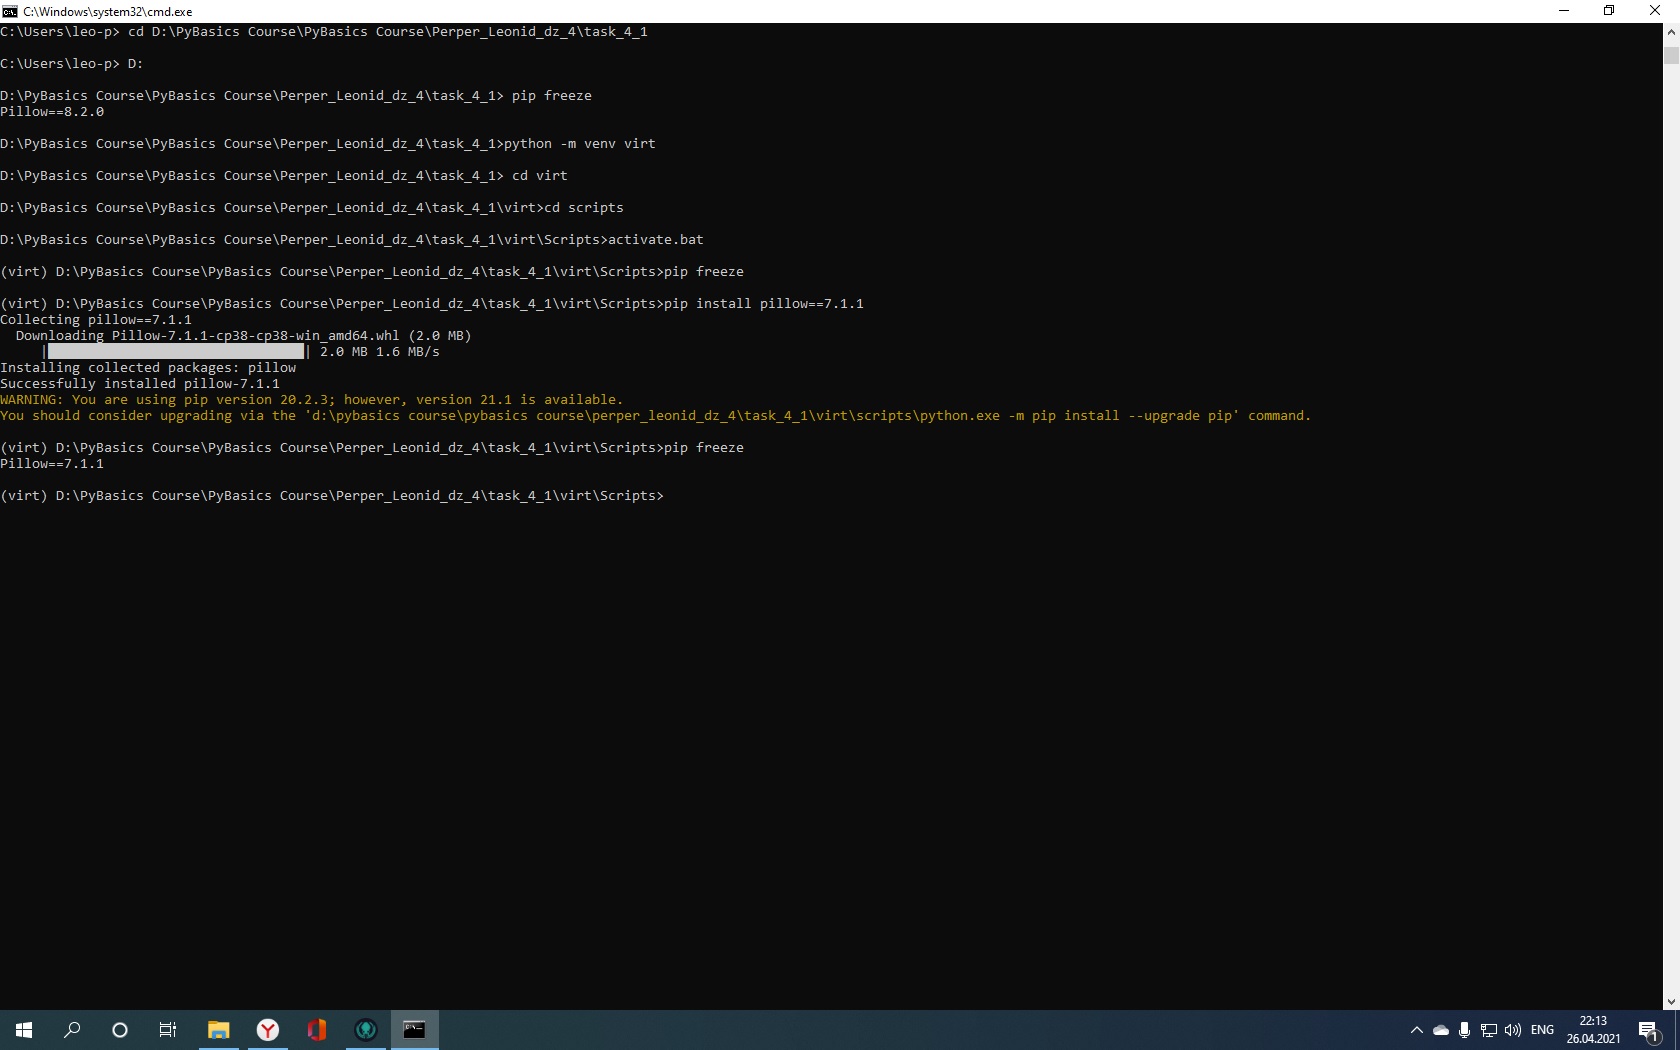 C:\Windows\system32\cmd.exe
C:\Users\leo-p> cd D:\PyBasics Course\PyBasics Course\Perper_Leonid_dz_4\task_4_1
C:\Users\leo-p> D:
D:\PyBasics Course\PyBasics Course\Perper_Leonid_dz_4\task_4_1> pip freeze
Pillow==8.2.0
D:\PyBasics Course\PyBasics Course\Perper_Leonid_dz_4\task_4_1>python -m venv virt
D:\PyBasics Course\PyBasics Course\Perper_Leonid_dz_4\task_4_1> cd virt
D:\PyBasics Course\PyBasics Course\Perper_Leonid_dz_4\task_4_1\virt>cd scripts
D:\PyBasics Course\PyBasics Course\Perper_Leonid_dz_4\task_4_1\virt\Scripts>activate.bat
(virt) D:\PyBasics Course\PyBasics Course\Perper_Leonid_dz_4\task_4_1\virt\Scripts>pip freeze
(virt) D:\PyBasics Course\PyBasics Course\Perper_Leonid_dz_4\task_4_1\virt\Scripts>pip install pillow==7.1.1
Collecting pillow==7.1.1
  Downloading Pillow-7.1.1-cp38-cp38-win_amd64.whl (2.0 MB)
     |████████████████████████████████| 2.0 MB 1.6 MB/s
Installing collected packages: pillow
Successfully installed pillow-7.1.1
WARNING: You are using pip version 20.2.3; however, version 21.1 is available.
You should consider upgrading via the 'd:\pybasics course\pybasics course\perper_leonid_dz_4\task_4_1\virt\scripts\python.exe -m pip install --upgrade pip' command.
(virt) D:\PyBasics Course\PyBasics Course\Perper_Leonid_dz_4\task_4_1\virt\Scripts>pip freeze
Pillow==7.1.1
(virt) D:\PyBasics Course\PyBasics Course\Perper_Leonid_dz_4\task_4_1\virt\Scripts>
ENG
22:13
26.04.2021
1